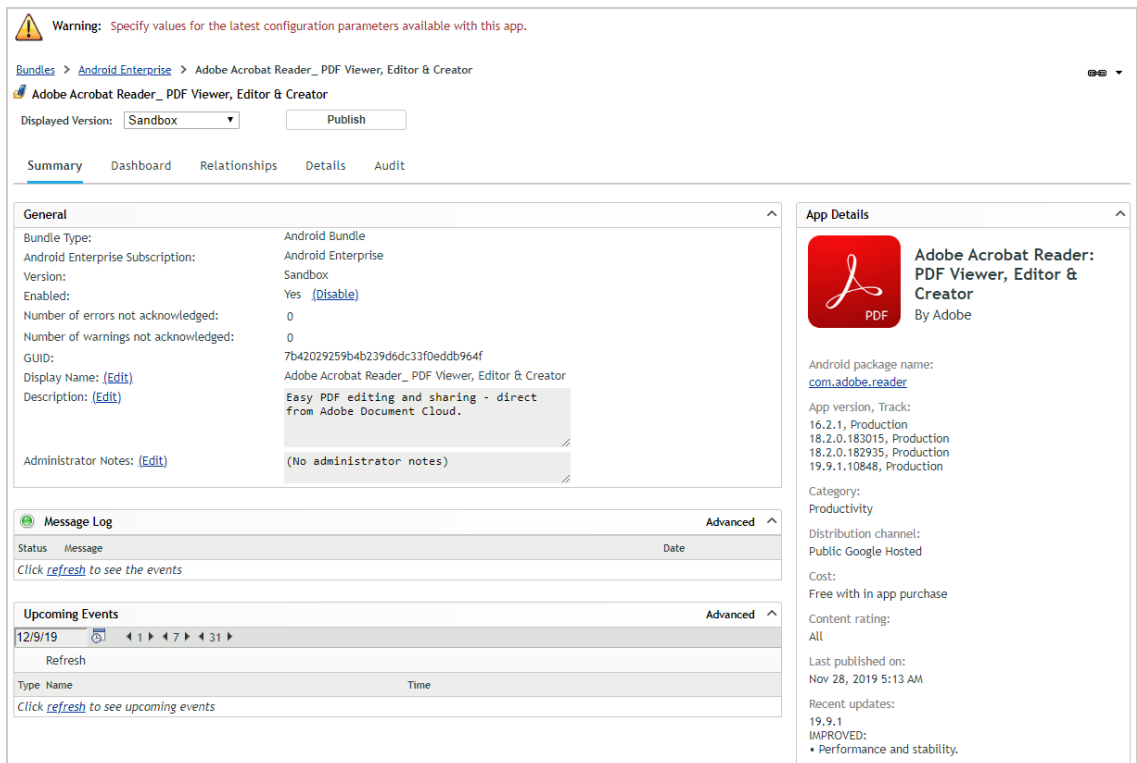 Warning: Specify values for the latest configuration parameters available with this app.
Bundles > Android Enterprise > Adobe Acrobat Reader_ PDF Viewer, Editor & Creator
Adobe Acrobat Reader_ PDF Viewer, Editor & Creator
Displayed Version: Sandbox Publish
Summary Dashboard Relationships Details Audit
General
Bundle Type: Android Bundle
Android Enterprise Subscription: Android Enterprise
Version: Sandbox
Enabled: Yes (Disable)
Number of errors not acknowledged: 0
Number of warnings not acknowledged: 0
GUID: 7b42029259b4b239d6dc33f0eddb964f
Display Name: (Edit) Adobe Acrobat Reader_ PDF Viewer, Editor & Creator
Description: (Edit) Easy PDF editing and sharing - direct
from Adobe Document Cloud.
Administrator Notes: (Edit) (No administrator notes)
Message Log Advanced
Status Message Date
Click refresh to see the events
Upcoming Events Advanced
12/9/19 1 7 31
Refresh
Type Name Time
Click refresh to see upcoming events
App Details
PDF
Adobe Acrobat Reader:
PDF Viewer, Editor &
Creator
By Adobe
Android package name:
com.adobe.reader
App version, Track:
16.2.1, Production
18.2.0.183015, Production
18.2.0.182935, Production
19.9.1.10848, Production
Category:
Productivity
Distribution channel:
Public Google Hosted
Cost:
Free with in app purchase
Content rating:
All
Last published on:
Nov 28, 2019 5:13 AM
Recent updates:
19.9.1
IMPROVED:
• Performance and stability.